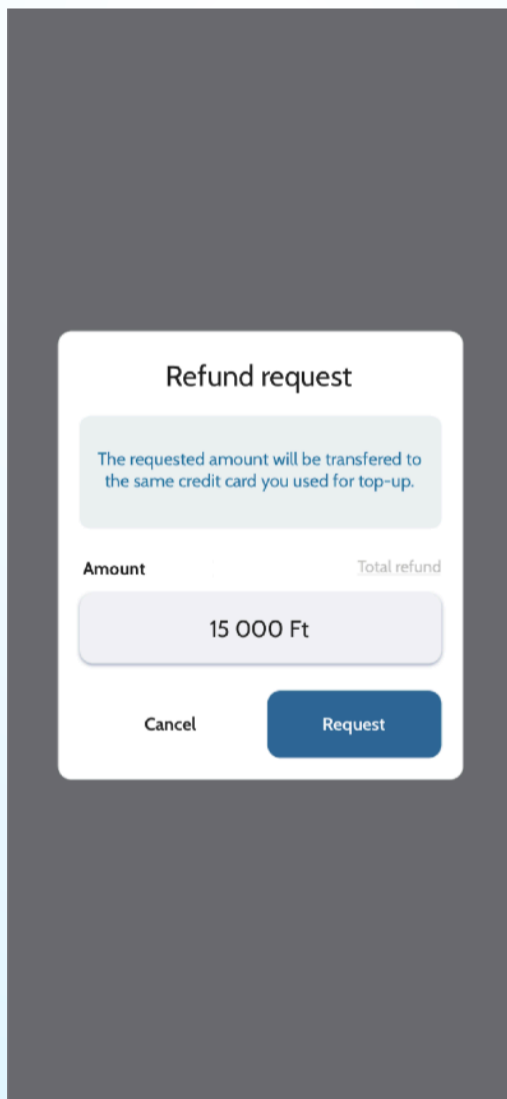 Refund request
The requested amount will be transfered to
the same credit card you used for top-up.
Amount
Total refund
15 000 Ft
Cancel
Request